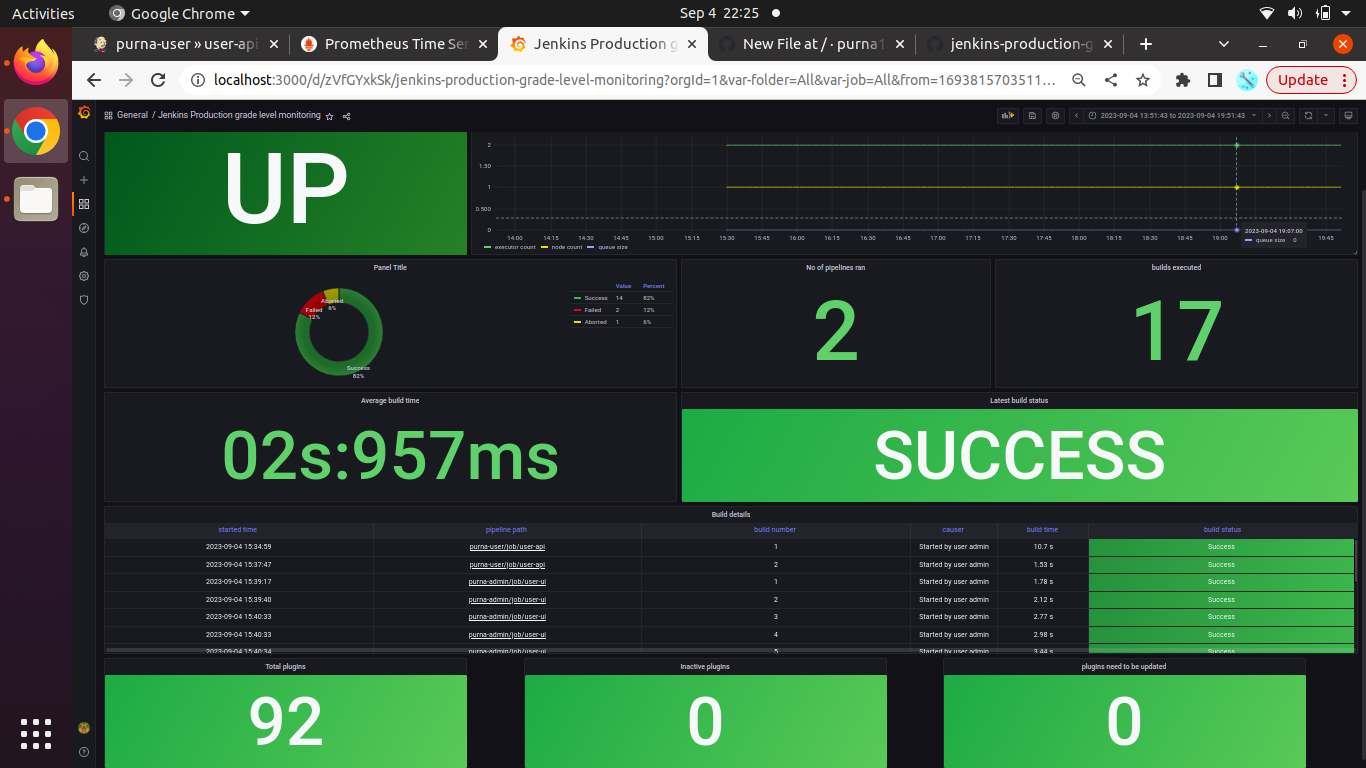 Activities Google Chrome Sep 4 22:25
purna-user » user-api Prometheus Time Ser Jenkins Production g New File at / · purna1 jenkins-production-g
localhost:3000/d/zVfGYxkSk/jenkins-production-grade-level-monitoring?orgId=1&var-folder=All&var-job=All&from=1693815703511... Update
General / Jenkins Production grade level monitoring 2023-09-04 13:51:43 to 2023-09-04 19:51:43
UP
2
1.50
1
0.500
0
14:00 14:15 14:30 14:45 15:00 15:15 15:30 15:45 16:00 16:15 16:30 16:45 17:00 17:15 17:30 17:45 18:00 18:15 18:30 18:45 19:00 19:45
executor count node count queue size
2023-09-04 19:07:00
queue size 0
Panel Title
Aborted
6%
Failed
12%
Success
82%
Value Percent
Success 14 82%
Failed 2 12%
Aborted 1 6%
No of pipelines ran
2
builds executed
17
Average build time
02s:957ms
Latest build status
SUCCESS
Build details
started time pipeline path build number causer build time build status
2023-09-04 15:34:59 purna-user/job/user-api 1 Started by user admin 10.7 s Success
2023-09-04 15:37:47 purna-user/job/user-api 2 Started by user admin 1.53 s Success
2023-09-04 15:39:17 purna-admin/job/user-ui 1 Started by user admin 1.78 s Success
2023-09-04 15:39:40 purna-admin/job/user-ui 2 Started by user admin 2.12 s Success
2023-09-04 15:40:33 purna-admin/job/user-ui 3 Started by user admin 2.77 s Success
2023-09-04 15:40:33 purna-admin/job/user-ui 4 Started by user admin 2.98 s Success
2023-09-04 15:40:34 purna-admin/job/user-ui 5 Started by user admin 3.44 s Success
Total plugins
92
Inactive plugins
0
plugins need to be updated
0